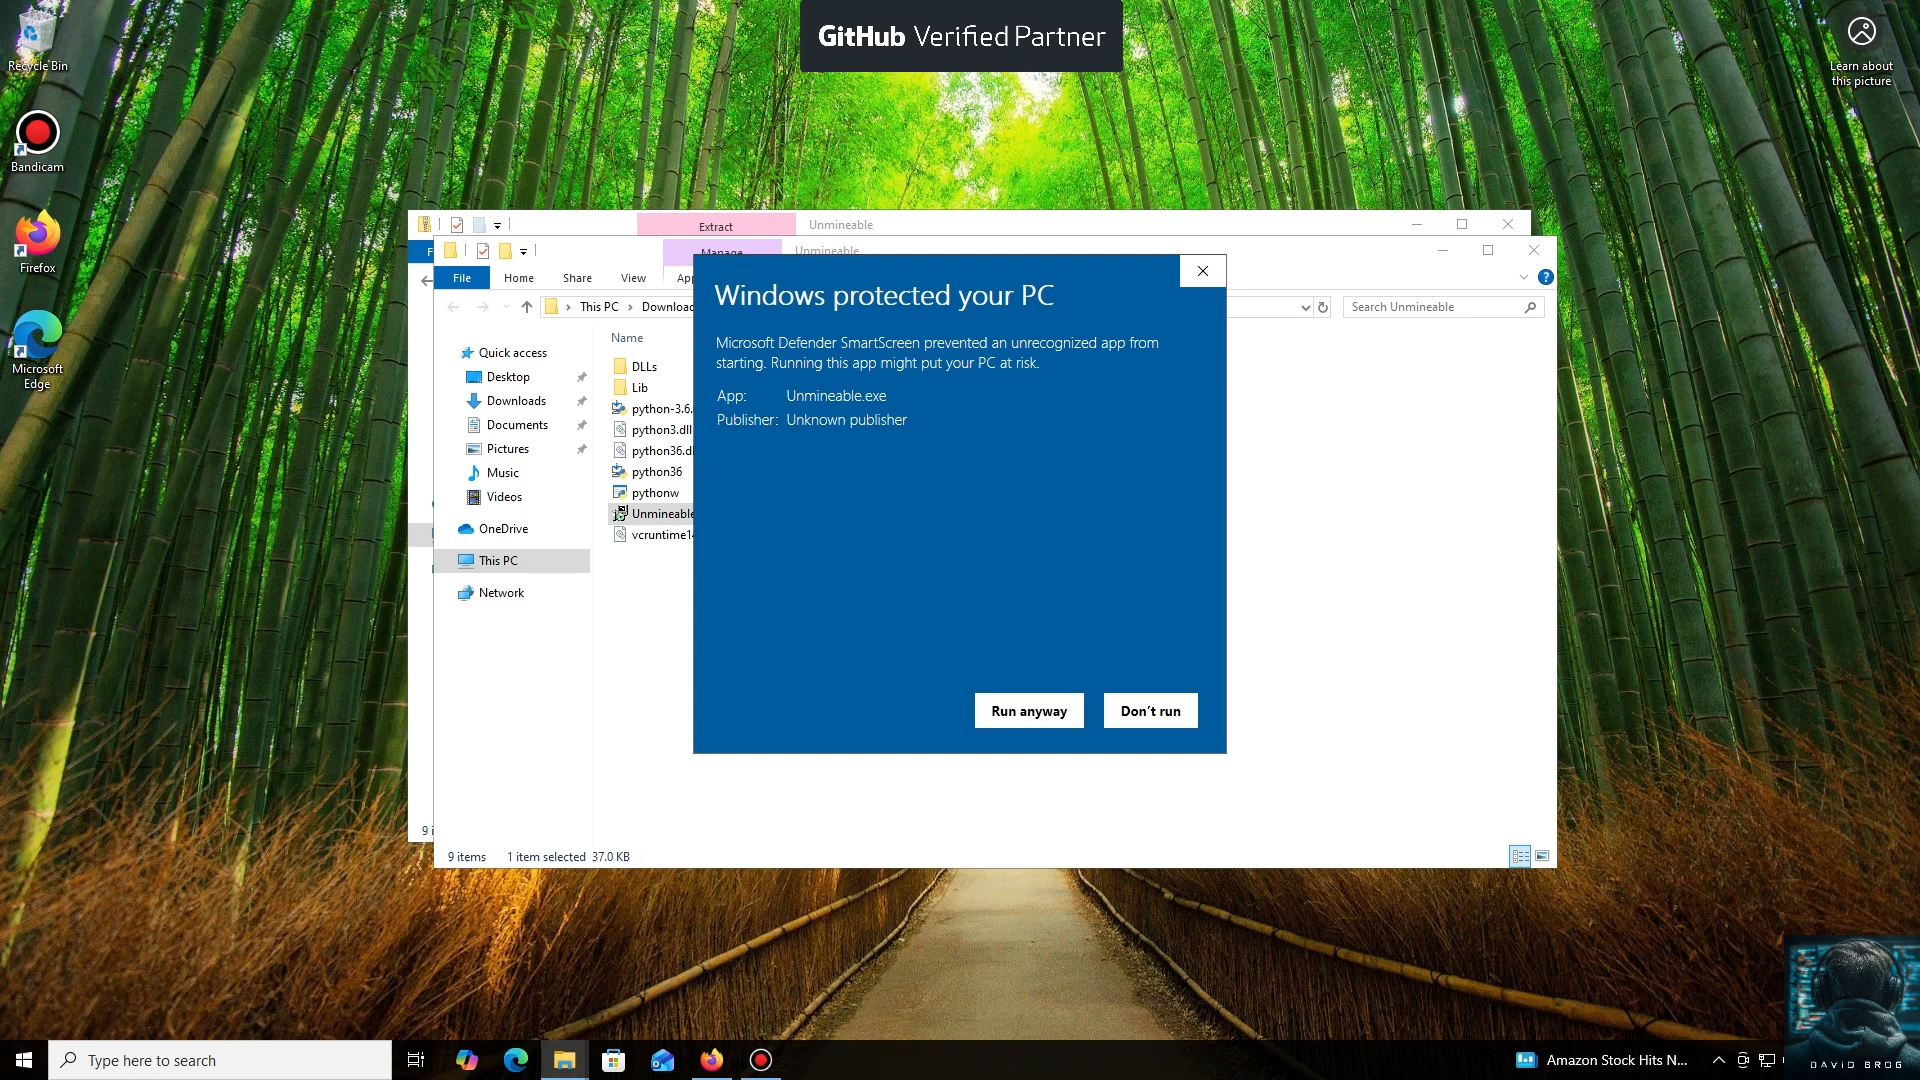 GitHub Verified Partner
Recycle Bin
Learn about
this picture
Bandicam
Firefox
Microsoft
Edge
Extract
Unmineable
Manage
Unmineable
File
Home
Share
View
This PC
Search Unmineable
Name
Quick access
Desktop
Downloads
Documents
Pictures
Music
Videos
OneDrive
This PC
Network
DLLs
Lib
python-3.6.
python3.dll
python36
pythonw
Unmineable
Windows protected your PC
Microsoft Defender SmartScreen prevented an unrecognized app from
starting. Running this app might put your PC at risk.
App: Unmineable.exe
Publisher: Unknown publisher
Run anyway
Don't run
9 items
1 item selected 37.0 KB
Type here to search
Amazon Stock Hits N...
DAVID BROG